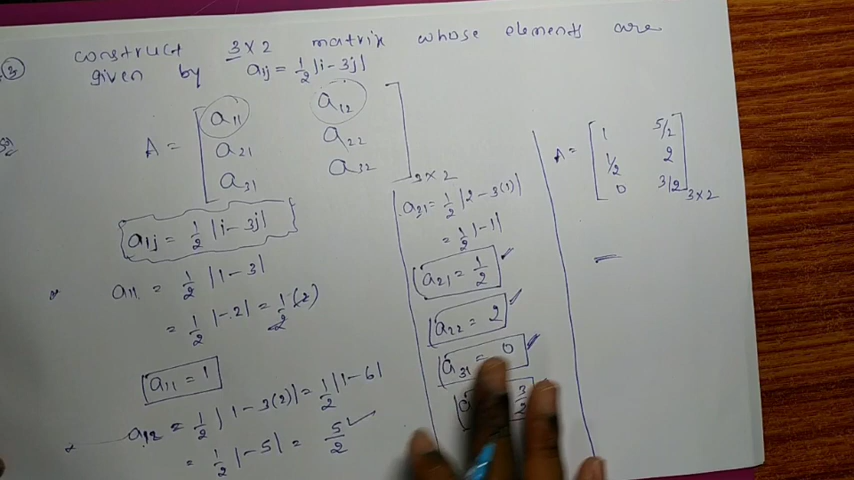 ③ construct 3×2 matrix whose elements are
given by aij = 1/2 |i-3j|
A = [ a11 a12
a21 a22
a31 a32 ] 3×2
aij = 1/2 |i-3j|
a11 = 1/2 |1-3|
= 1/2 |-2| = 1/2 (2)
a11 = 1
a12 = 1/2 |1-3(2)| = 1/2 |1-6|
= 1/2 |-5| = 5/2
a21 = 1/2 |2-3(1)|
= 1/2 |-1|
a21 = 1/2
a22 = 2
a31 = 0
a 3/2
A = [ 1 5/2
1/2 2
0 3/2 ] 3×2